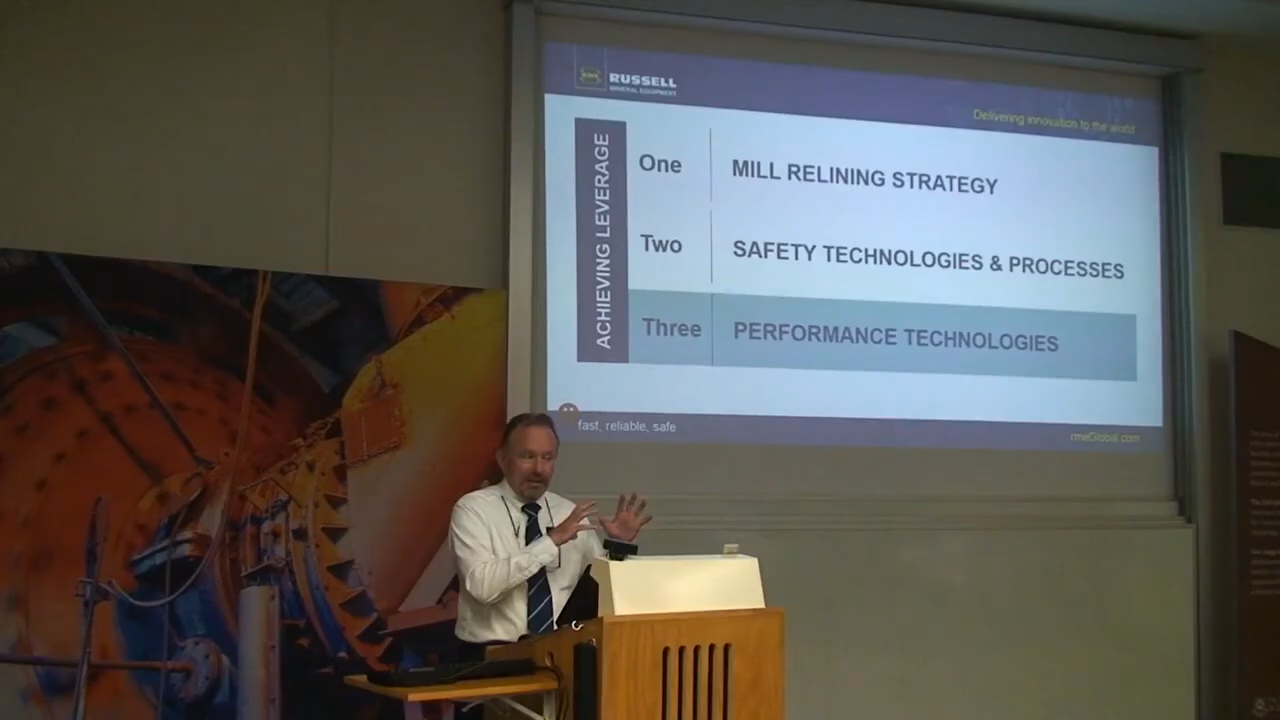 RUSSELL
MINERAL EQUIPMENT
Delivering innovation to the world
ACHIEVING LEVERAGE
One
MILL RELINING STRATEGY
Two
SAFETY TECHNOLOGIES & PROCESSES
Three
PERFORMANCE TECHNOLOGIES
fast, reliable, safe
rmeGlobal.com